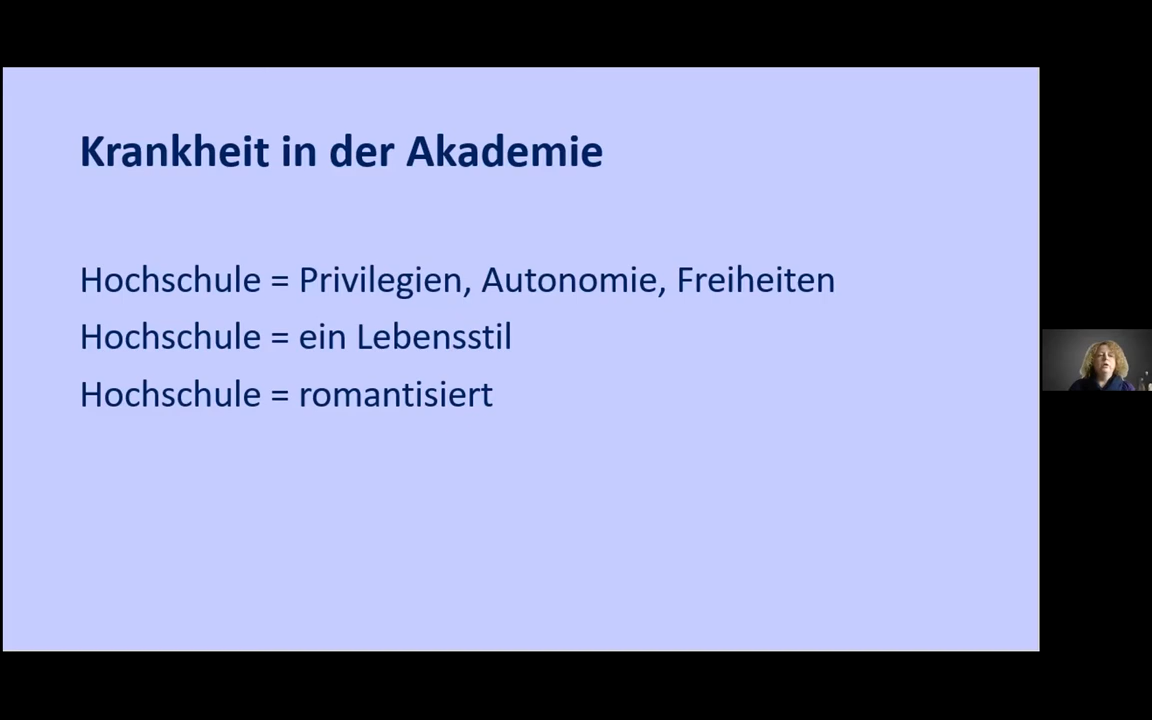 Krankheit in der Akademie
Hochschule = Privilegien, Autonomie, Freiheiten
Hochschule = ein Lebensstil
Hochschule = romantisiert